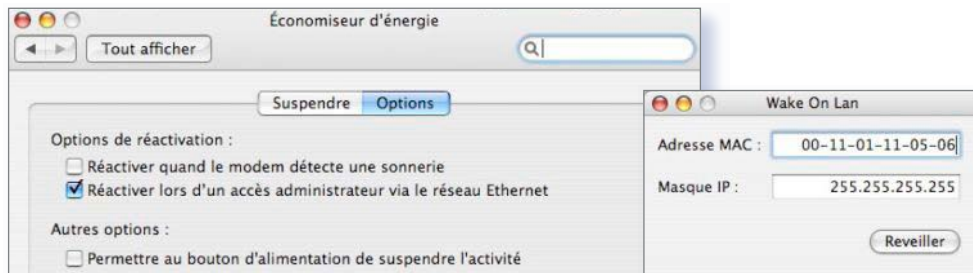 Économiseur d'énergie
Tout afficher
Suspendre Options
Options de réactivation :
Réactiver quand le modem détecte une sonnerie
Réactiver lors d'un accès administrateur via le réseau Ethernet
Autres options :
Permettre au bouton d'alimentation de suspendre l'activité
Wake On Lan
Adresse MAC : 00-11-01-11-05-06
Masque IP : 255.255.255.255
Reveiller